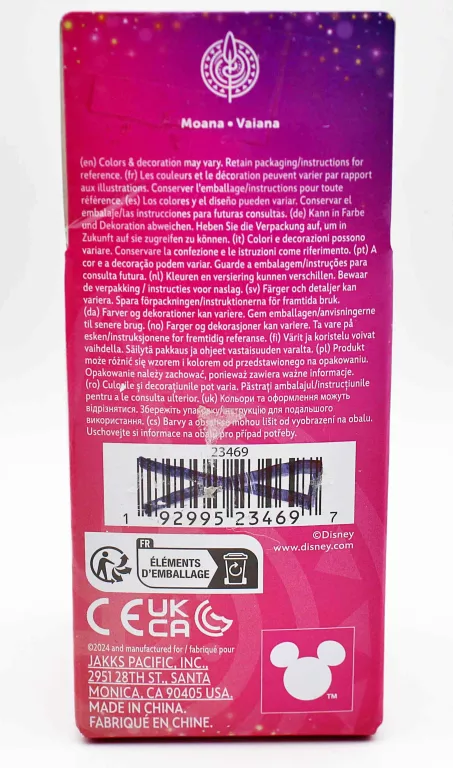 Moana • Vaiana
(en) Colors & decoration may vary. Retain packaging/instructions for
reference. (fr) Les couleurs et le décoration peuvent varier par rapport
aux illustrations. Conserver l'emballage/instructions pour toute
référence. (es) Los colores y el diseño pueden variar. Conservar el
embalaje/las instrucciones para futuras consultas. (de) Kann in Farbe
und Dekoration abweichen. Heben Sie die Verpackung auf, um in
Zukunft auf sie zugreifen zu können. (it) Colori e decorazioni possono
variare. Conservare la confezione e le istruzioni come riferimento. (pt) A
cor e a decoração podem variar. Guarde a embalagem/instruções para
consulta futura. (nl) Kleuren en versiering kunnen verschillen. Bewaar
de verpakking / instructies voor naslag. (sv) Färger och detaljer kan
variera. Spara förpackningen/instruktionerna för framtida bruk.
(da) Farver og dekorationer kan variere. Gem emballagen/anvisningerne
til senere brug. (no) Farger og dekorasjoner kan variere. Ta vare på
esken/instruksjonene for fremtidig referanse. (fi) Värit ja koristelu voivat
vaihdella. Säilytä pakkaus ja ohjeet vastaisuuden varalta. (pl) Produkt
może różnić się wzorem i kolorem od przedstawionego na opakowaniu.
Opakowanie należy zachować, ponieważ zawiera ważne informacje.
(ro) Culorile și decorațiunile pot varia. Păstrați ambalajul/instrucțiunile
pentru a le consulta ulterior. (uk) Кольори та оформлення можуть
відрізнятися. Збережіть упаковку/інструкцію для подальшого
використання. (cs) Barvy a obsah se mohou lišit od vyobrazení na obalu.
Uschovejte si informace na obalu pro případ potřeby.
23469
1 92995 23469 7
©Disney
www.disney.com
FR
ÉLÉMENTS
D'EMBALLAGE
CE UK
CA
©2024 and manufactured for / fabriqué pour
JAKKS PACIFIC, INC.,
2951 28TH ST., SANTA
MONICA, CA 90405 USA.
MADE IN CHINA.
FABRIQUÉ EN CHINE.
TM